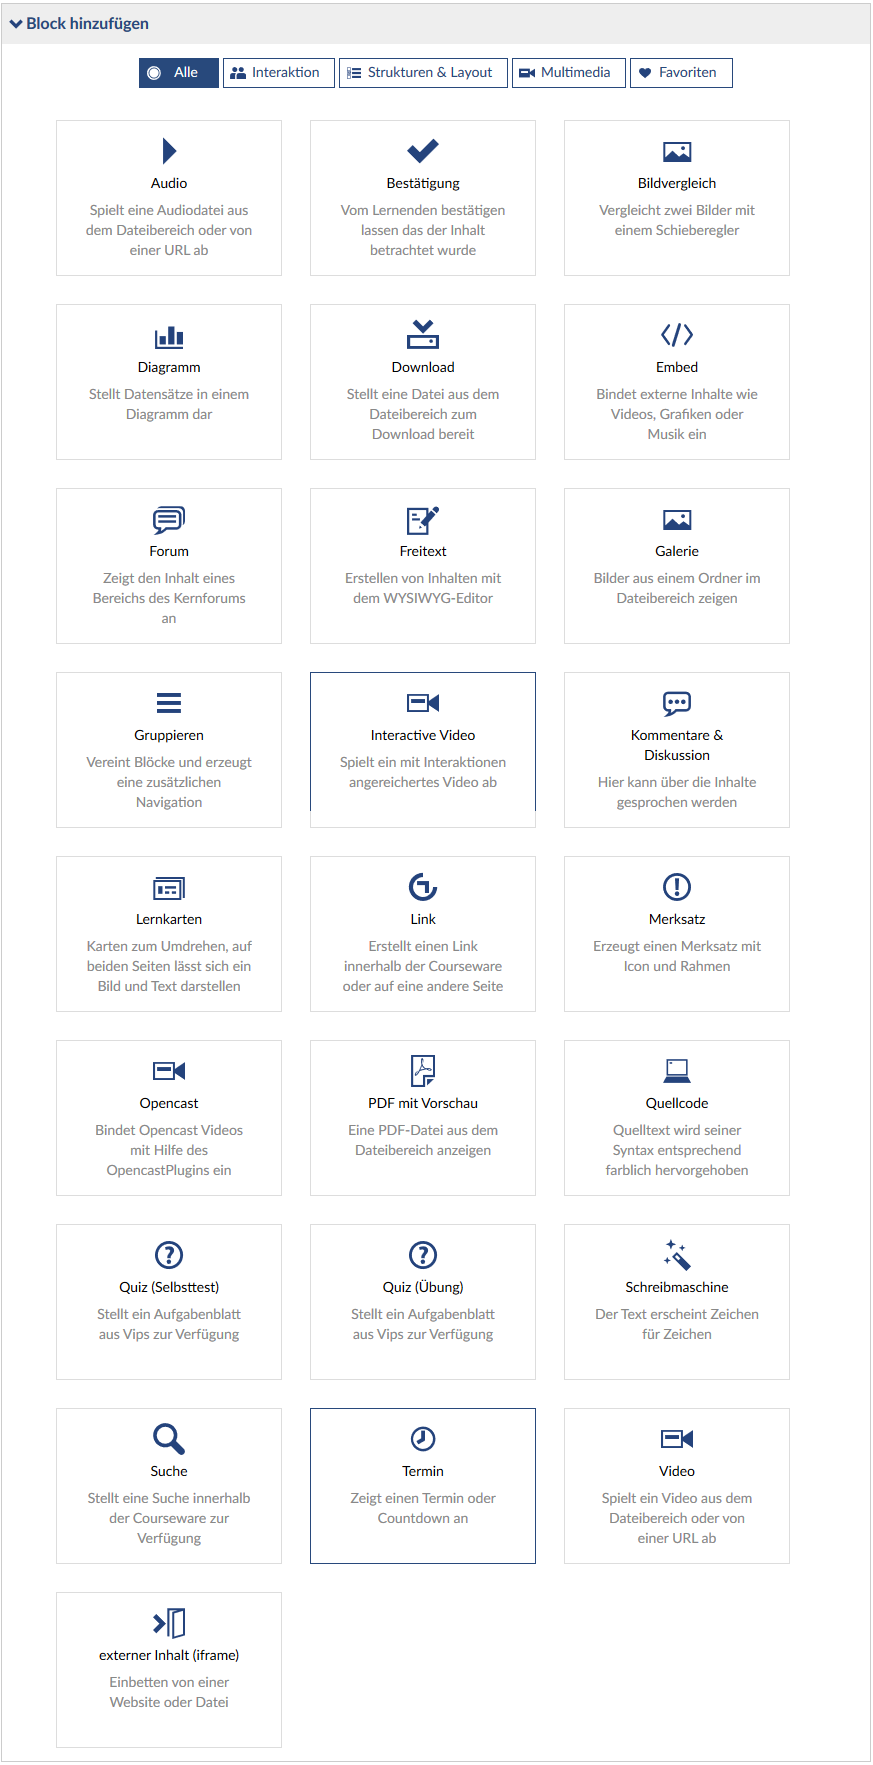 Block hinzufügen
Alle
Interaktion
Strukturen & Layout
Multimedia
Favoriten
Audio
Spielt eine Audiodatei aus
dem Dateibereich oder von
einer URL ab
Bestätigung
Vom Lernenden bestätigen
lassen das der Inhalt
betrachtet wurde
Bildvergleich
Vergleicht zwei Bilder mit
einem Schieberegler
Diagramm
Stellt Datensätze in einem
Diagramm dar
Download
Stellt eine Datei aus dem
Dateibereich zum
Download bereit
Embed
Bindet externe Inhalte wie
Videos, Grafiken oder
Musik ein
Forum
Zeigt den Inhalt eines
Bereichs des Kernforums
an
Freitext
Erstellen von Inhalten mit
dem WYSIWYG-Editor
Galerie
Bilder aus einem Ordner im
Dateibereich zeigen
Gruppieren
Vereint Blöcke und erzeugt
eine zusätzlichen
Navigation
Interactive Video
Spielt ein mit Interaktionen
angereichertes Video ab
Kommentare &
Diskussion
Hier kann über die Inhalte
gesprochen werden
Lernkarten
Karten zum Umdrehen, auf
beiden Seiten lässt sich ein
Bild und Text darstellen
Link
Erstellt einen Link
innerhalb der Courseware
oder auf eine andere Seite
Merksatz
Erzeugt einen Merksatz mit
Icon und Rahmen
Opencast
Bindet Opencast Videos
mit Hilfe des
OpencastPlugins ein
PDF mit Vorschau
Eine PDF-Datei aus dem
Dateibereich anzeigen
Quellcode
Quelltext wird seiner
Syntax entsprechend
farblich hervorgehoben
Quiz (Selbsttest)
Stellt ein Aufgabenblatt
aus Vips zur Verfügung
Quiz (Übung)
Stellt ein Aufgabenblatt
aus Vips zur Verfügung
Schreibmaschine
Der Text erscheint Zeichen
für Zeichen
Suche
Stellt eine Suche innerhalb
der Courseware zur
Verfügung
Termin
Zeigt einen Termin oder
Countdown an
Video
Spielt ein Video aus dem
Dateibereich oder von
einer URL ab
externer Inhalt (iframe)
Einbetten von einer
Website oder Datei